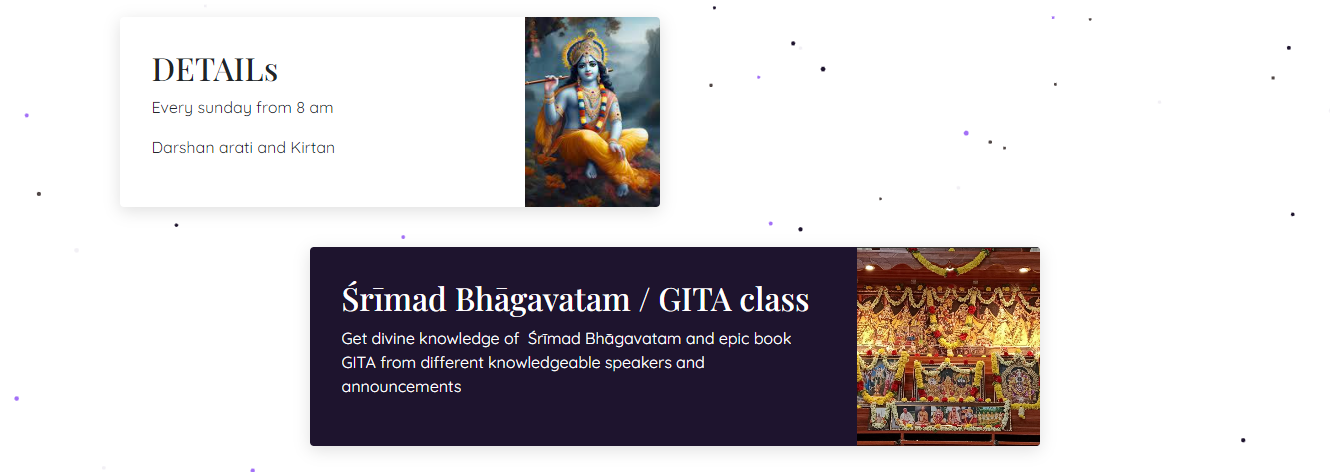 DETAILs
Every sunday from 8 am
Darshan arati and Kirtan
Śrīmad Bhāgavatam / GITA class
Get divine knowledge of  Śrīmad Bhāgavatam and epic book
GITA from different knowledgeable speakers and
announcements